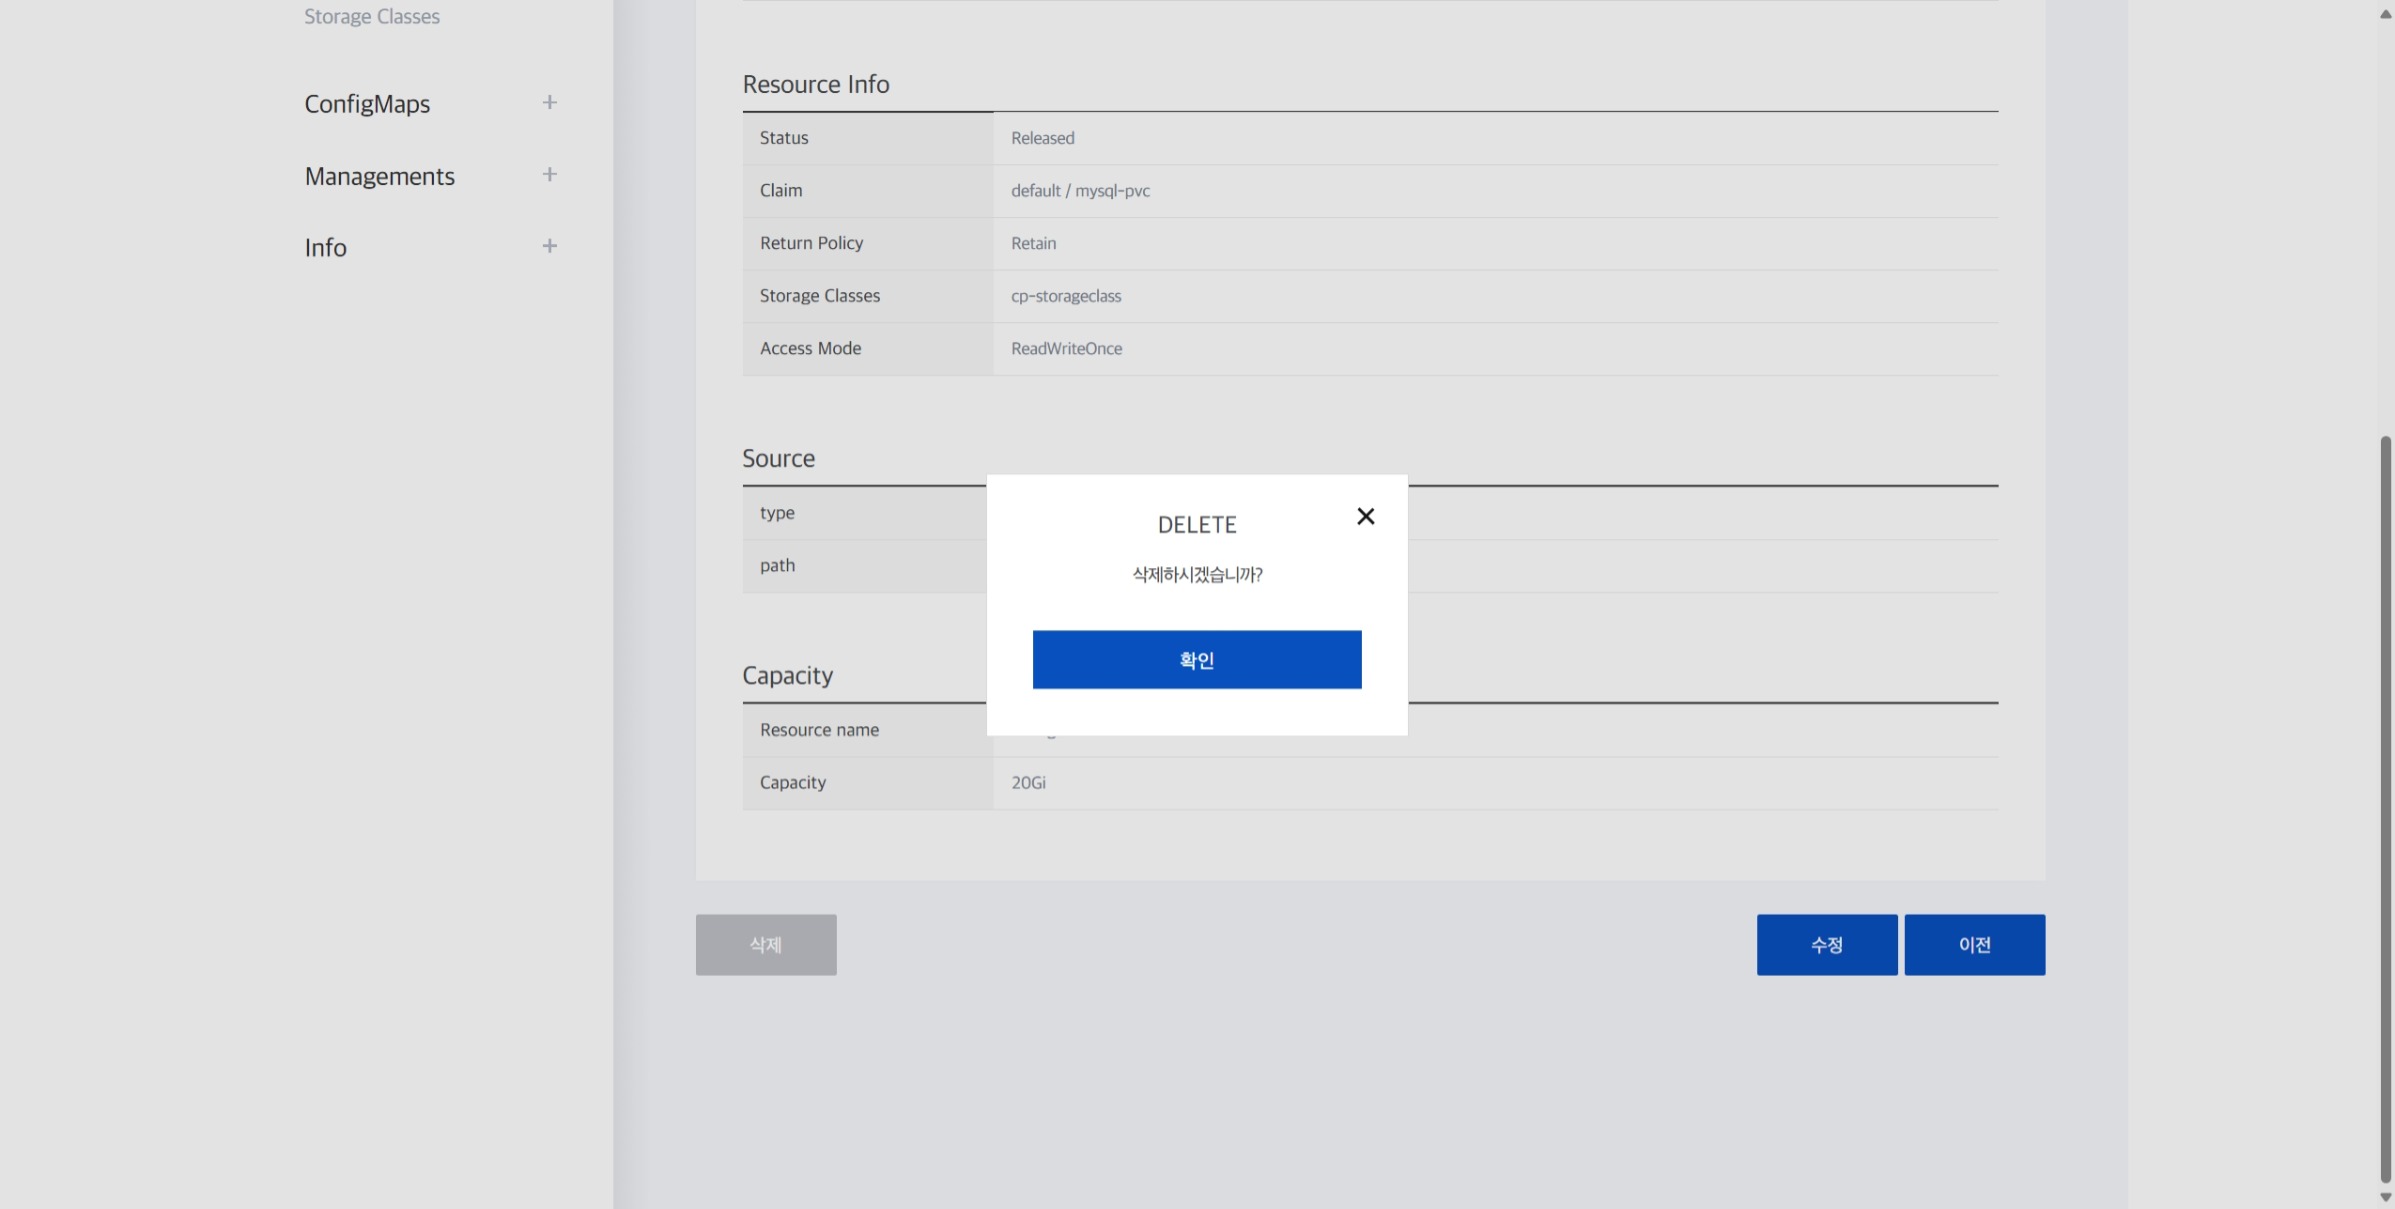 Storage Classes
ConfigMaps +
Managements +
Info +
Resource Info
Status Released
Claim default / mysql-pvc
Return Policy Retain
Storage Classes cp-storageclass
Access Mode ReadWriteOnce
Source
type
path
DELETE
삭제하시겠습니까?
확인
Capacity
Resource name
Capacity 20Gi
삭제 수정 이전